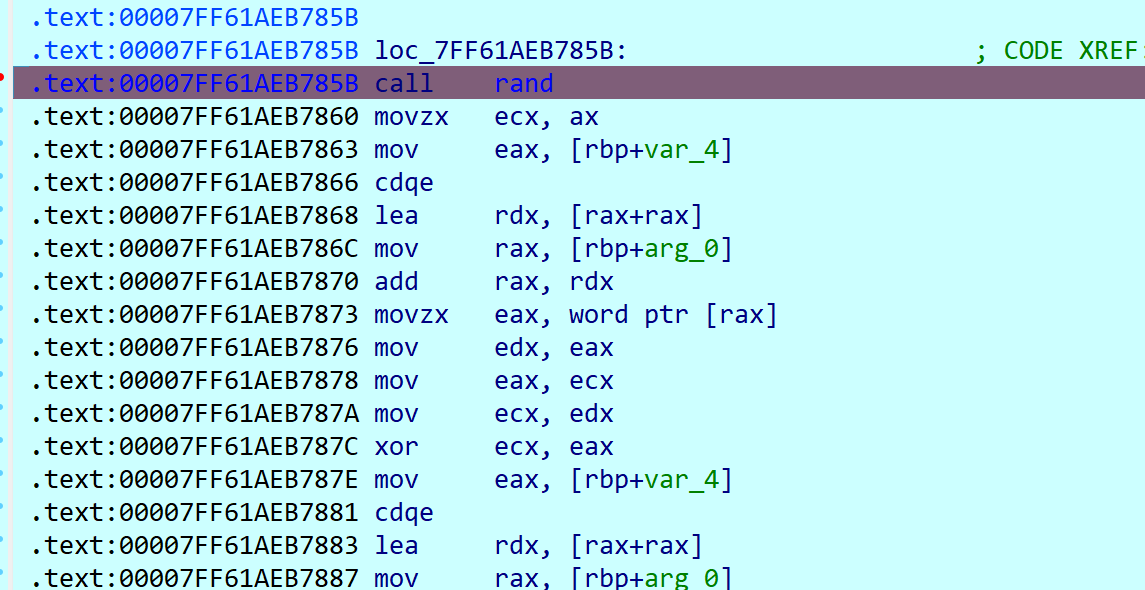 .text:00007FF61AEB785B
.text:00007FF61AEB785B loc_7FF61AEB785B: ; CODE XREF:
.text:00007FF61AEB785B call rand
.text:00007FF61AEB7860 movzx ecx, ax
.text:00007FF61AEB7863 mov eax, [rbp+var_4]
.text:00007FF61AEB7866 cdqe
.text:00007FF61AEB7868 lea rdx, [rax+rax]
.text:00007FF61AEB786C mov rax, [rbp+arg_0]
.text:00007FF61AEB7870 add rax, rdx
.text:00007FF61AEB7873 movzx eax, word ptr [rax]
.text:00007FF61AEB7876 mov edx, eax
.text:00007FF61AEB7878 mov eax, ecx
.text:00007FF61AEB787A mov ecx, edx
.text:00007FF61AEB787C xor ecx, eax
.text:00007FF61AEB787E mov eax, [rbp+var_4]
.text:00007FF61AEB7881 cdqe
.text:00007FF61AEB7883 lea rdx, [rax+rax]
.text:00007FF61AEB7887 mov rax, [rbp+arg_0]